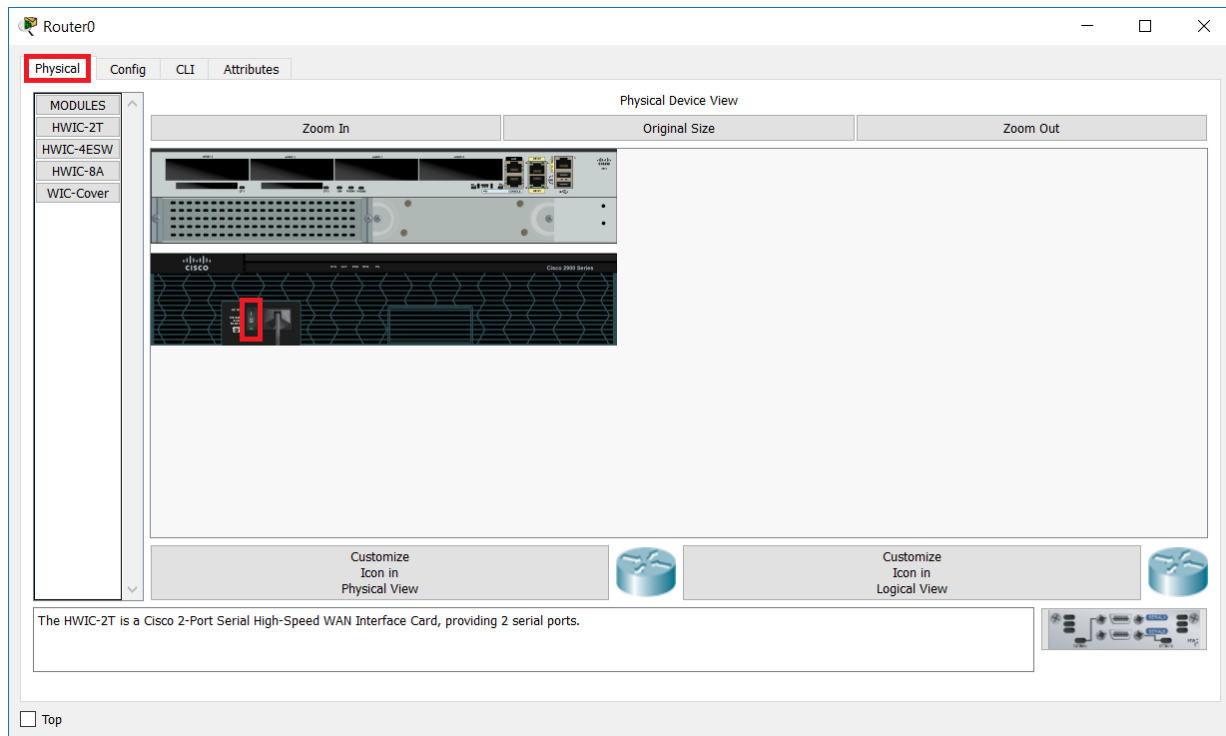 Router0
Physical Config CLI Attributes
MODULES
HWIC-2T
HWIC-4ESW
HWIC-8A
WIC-Cover
Physical Device View
Zoom In Original Size Zoom Out
CISCO
Cisco 2900 Series
Customize
Icon in
Physical View
Customize
Icon in
Logical View
The HWIC-2T is a Cisco 2-Port Serial High-Speed WAN Interface Card, providing 2 serial ports.
Top